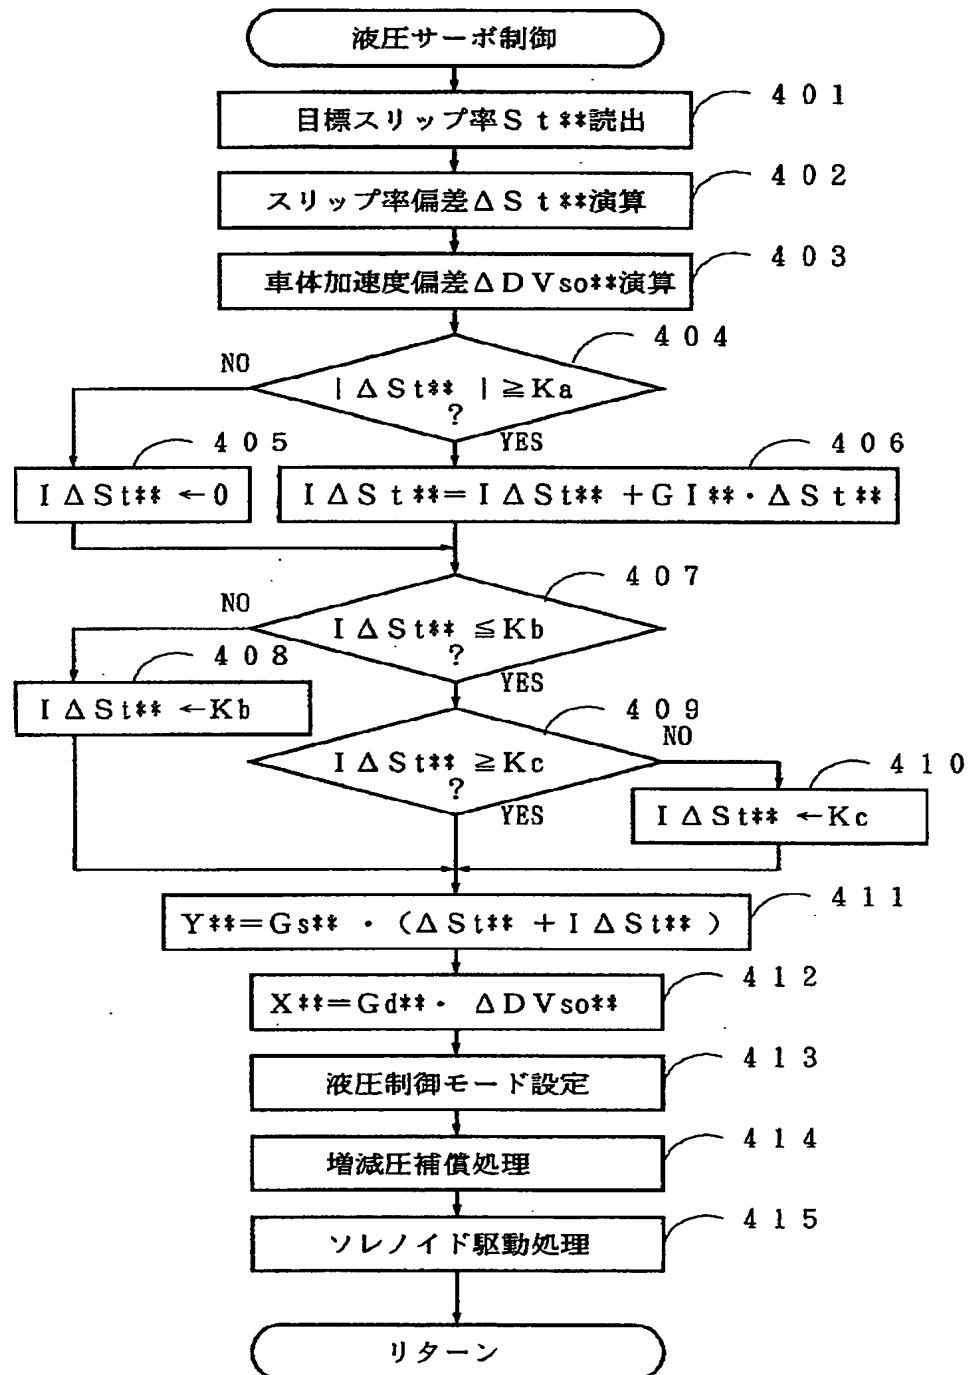 液圧サーボ制御
401
目標スリップ率St**読出
402
スリップ率偏差ΔSt**演算
403
車体加速度偏差ΔDVso**演算
404
NO
|ΔSt**|≧Ka
?
YES
405
IΔSt**←0
406
IΔSt**=IΔSt**+GI**・ΔSt**
407
NO
IΔSt**≦Kb
?
YES
408
IΔSt**←Kb
409
NO
IΔSt**≧Kc
?
YES
410
IΔSt**←Kc
411
Y**=Gs**・(ΔSt**+IΔSt**)
412
X**=Gd**・ΔDVso**
413
液圧制御モード設定
414
増減圧補償処理
415
ソレノイド駆動処理
リターン